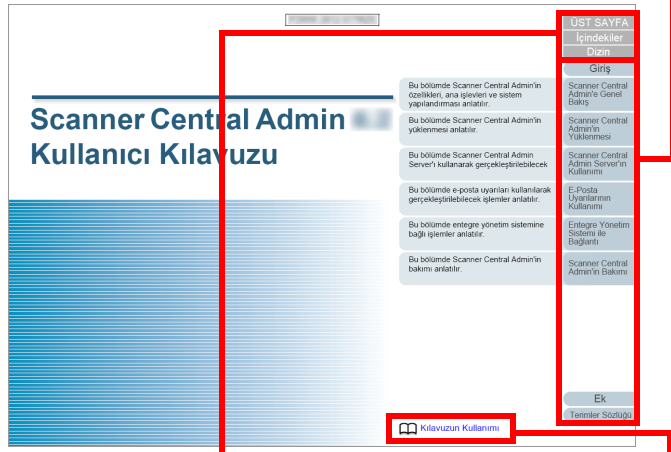 ÜST SAYFA
İçindekiler
Dizin
Giriş
Scanner Central Admin
Kullanıcı Kılavuzu
Bu bölümde Scanner Central Admin'in
özellikleri, ana işlevleri ve sistem
yapılandırması anlatılır.
Scanner Central
Admin'e Genel
Bakış
Bu bölümde Scanner Central Admin'in
yüklenmesi anlatılır.
Scanner Central
Admin'in
Yüklenmesi
Bu bölümde Scanner Central Admin
Server'ı kullanarak gerçekleştirilebilecek
Scanner Central
Admin Server'ın
Kullanımı
Bu bölümde e-posta uyarıları kullanılarak
gerçekleştirilebilecek işlemler anlatılır.
E-Posta
Uyarılarının
Kullanımı
Bu bölümde entegre yönetim sistemine
bağlı işlemler anlatılır.
Entegre Yönetim
Sistemi ile
Bağlantı
Bu bölümde Scanner Central Admin'in
bakımı anlatılır.
Scanner Central
Admin'in Bakımı
Ek
Terimler Sözlüğü
Kılavuzun Kullanımı